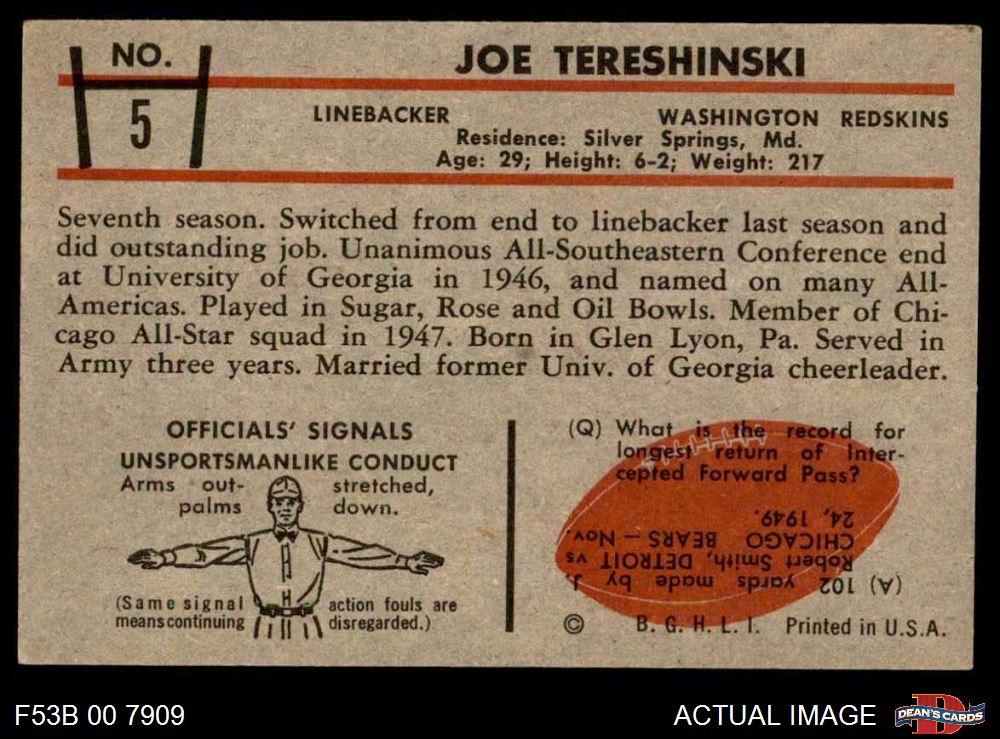 NO.
5
JOE TERESHINSKI
LINEBACKER WASHINGTON REDSKINS
Residence: Silver Springs, Md.
Age: 29; Height: 6-2; Weight: 217
Seventh season. Switched from end to linebacker last season and
did outstanding job. Unanimous All-Southeastern Conference end
at University of Georgia in 1946, and named on many All-
Americas. Played in Sugar, Rose and Oil Bowls. Member of Chi-
cago All-Star squad in 1947. Born in Glen Lyon, Pa. Served in
Army three years. Married former Univ. of Georgia cheerleader.
OFFICIALS' SIGNALS
UNSPORTSMANLIKE CONDUCT
Arms out- stretched,
palms down.
(Same signal action fouls are
means continuing disregarded.)
(Q) What is the record for
longest return of Inter-
cepted Forward Pass?
(A) 102 yards made by J.
Robert Smith, DETROIT vs
CHICAGO BEARS — Nov.
24, 1949.
© B. G. H. L. I. Printed in U.S.A.
F53B 00 7909
ACTUAL IMAGE
D
DEAN'S CARDS